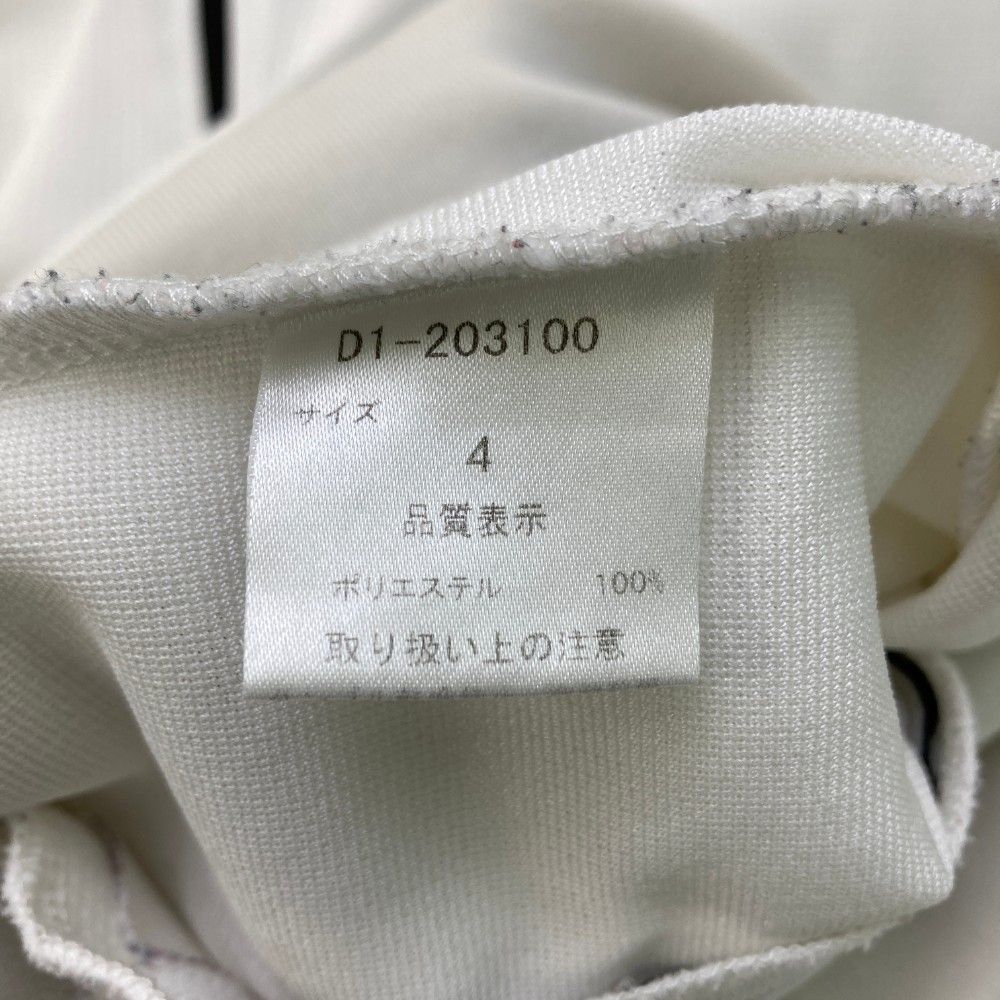 D1-203100
サイズ
4
品質表示
ポリエステル 100%
取り扱い上の注意